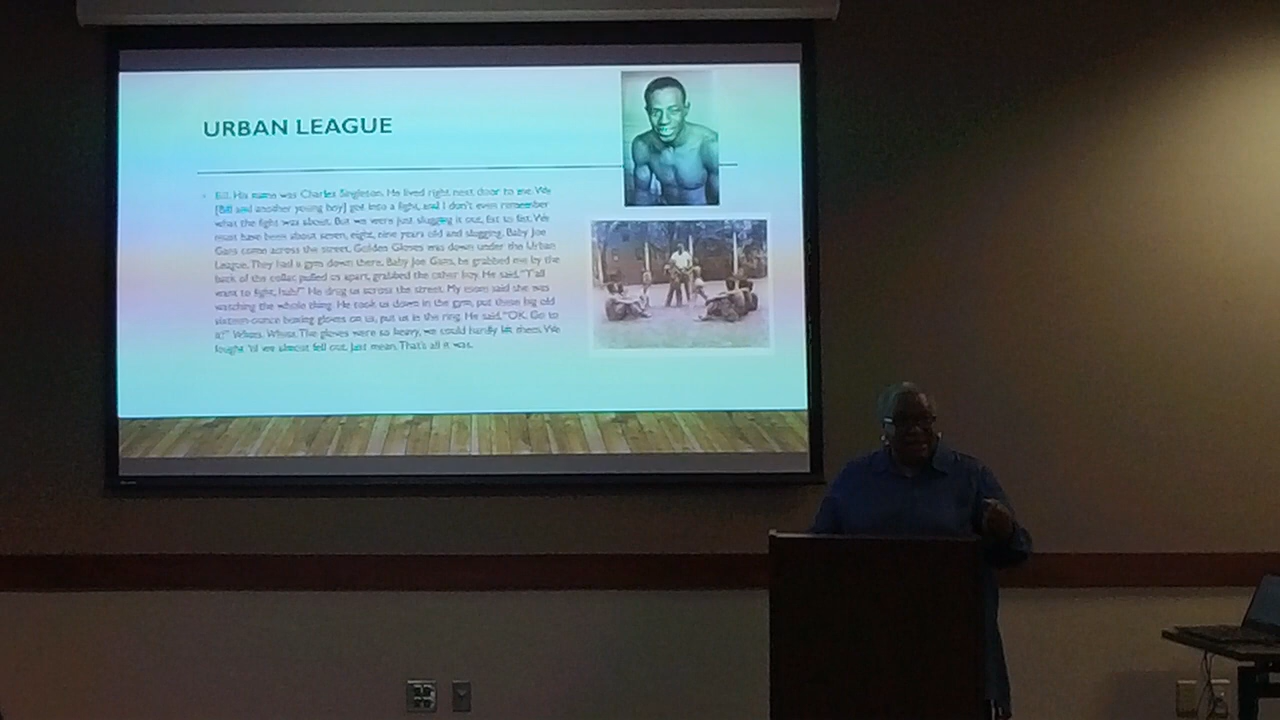 URBAN LEAGUE
Bill. His name was Charles Singleton. He lived right next door to me. We
[Bill and another young boy] got into a fight, and I don't even remember
what the fight was about. But we were just slugging it out, fist to fist. We
must have been about seven, eight, nine years old and slugging. Baby Joe
Gans come across the street. Golden Gloves was down under the Urban
League. They had a gym down there. Baby Joe Gans, he grabbed me by the
back of the collar, pulled us apart, grabbed the other boy. He said, "Y'all
want to fight, huh?" He drug us across the street. My mom said she was
watching the whole thing. He took us down in the gym, put these big old
sixteen-ounce boxing gloves on us, put us in the ring. He said, "OK. Go to
it!" Whom. Whom. The gloves were so heavy, we could hardly lift them. We
fought 'til we almost fell out. Just mean. That's all it was.